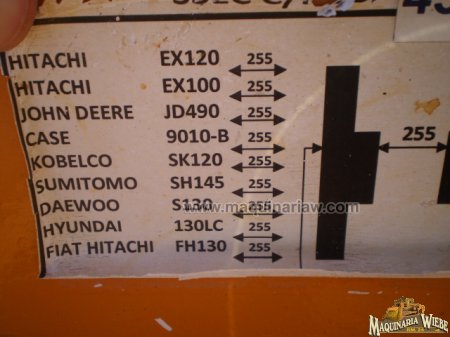 HITACHI EX120 255
HITACHI EX100 255
JOHN DEERE JD490 255
CASE 9010-B 255
255
KOBELCO SK120 255
SUMITOMO SH145 255
DAEWOO S130 255
www.maquinariaw.com
HYUNDAI 130LC 255
FIAT HITACHI FH130 255
MAQUINARIA WIEBE